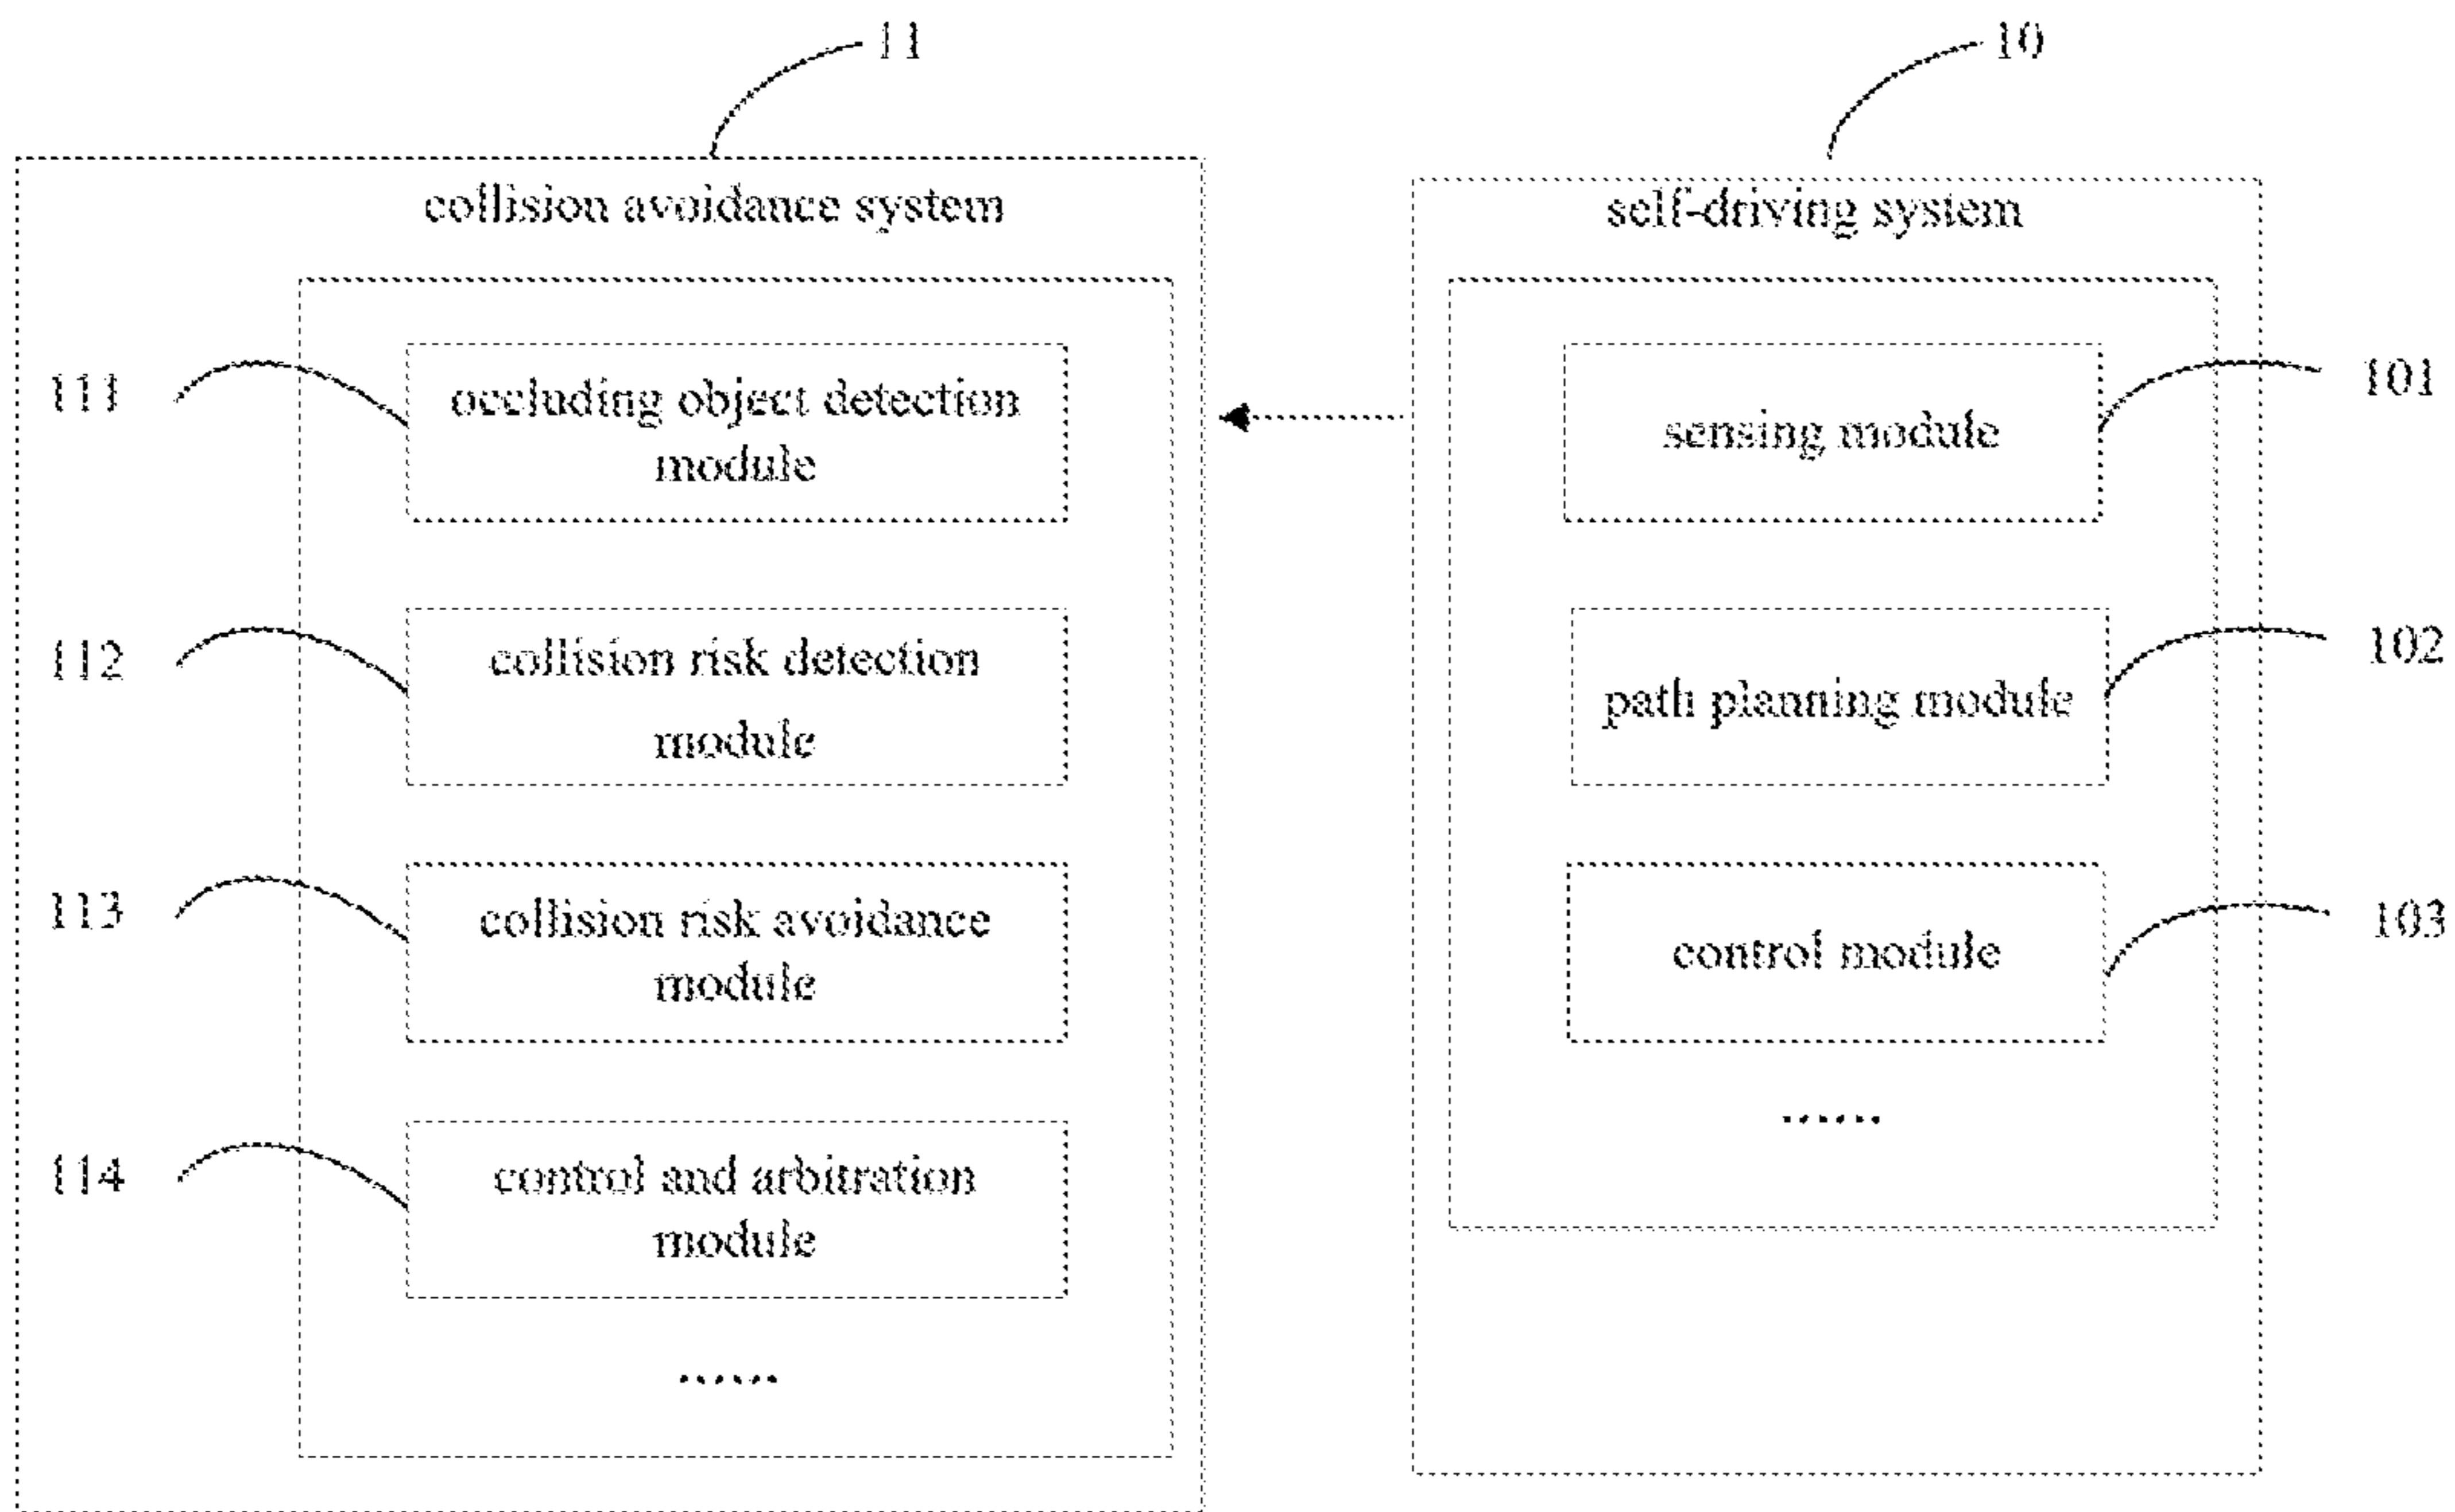 11
10
collision avoidance system
self-driving system
111
occluding object detection
module
sensing module
101
112
collision risk detection
module
path planning module
102
113
collision risk avoidance
module
control module
103
114
control and arbitration
module
......
......